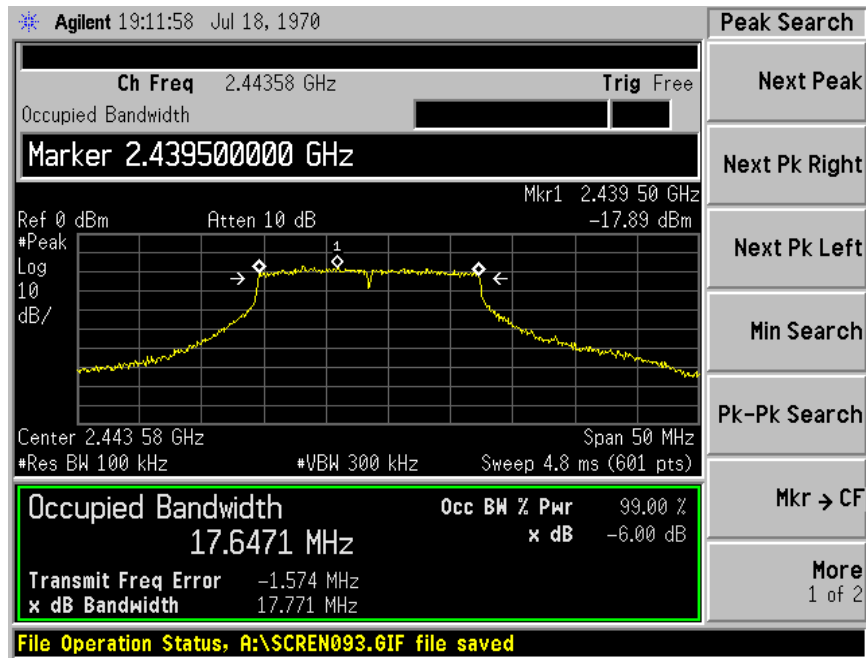 Agilent 19:11:58 Jul 18, 1970
Peak Search
Ch Freq 2.44358 GHz Trig Free
Occupied Bandwidth
Marker 2.439500000 GHz
Mkr1 2.439 50 GHz
Ref 0 dBm Atten 10 dB -17.89 dBm
#Peak
Log
10
dB/
1
Center 2.443 58 GHz Span 50 MHz
#Res BW 100 kHz #VBW 300 kHz Sweep 4.8 ms (601 pts)
Occupied Bandwidth Occ BW % Pwr 99.00 %
17.6471 MHz x dB -6.00 dB
Transmit Freq Error -1.574 MHz
x dB Bandwidth 17.771 MHz
File Operation Status, A:\SCREN093.GIF file saved
Next Peak
Next Pk Right
Next Pk Left
Min Search
Pk-Pk Search
Mkr → CF
More
1 of 2